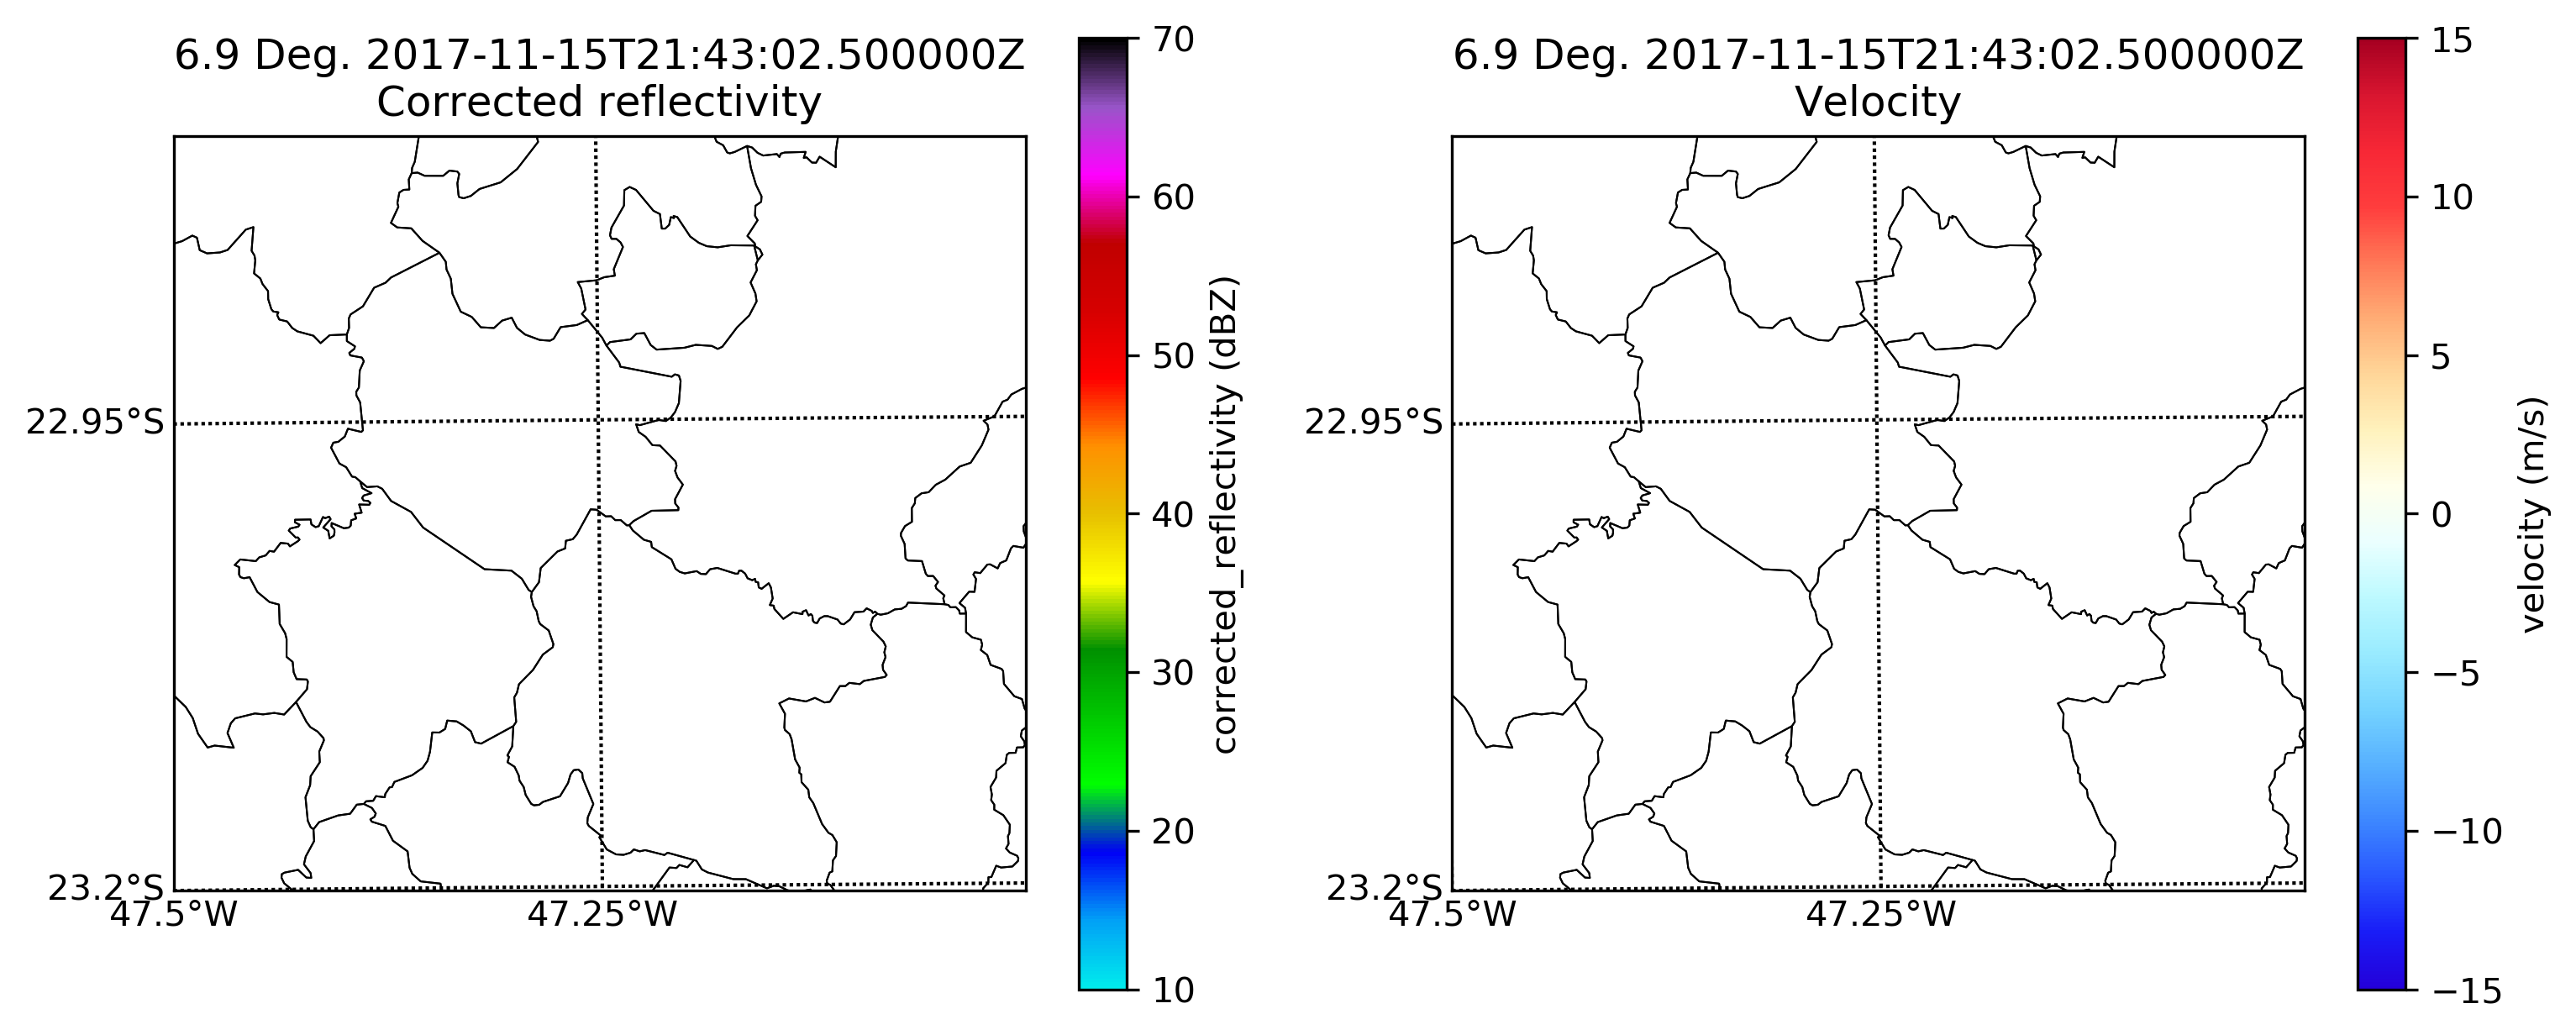 6.9 Deg. 2017-11-15T21:43:02.500000Z
Corrected reflectivity
22.95°S
23.2°S
47.5°W
47.25°W
70
60
50
40
30
20
10
corrected_reflectivity (dBZ)
6.9 Deg. 2017-11-15T21:43:02.500000Z
Velocity
22.95°S
23.2°S
47.5°W
47.25°W
15
10
5
0
−5
−10
−15
velocity (m/s)